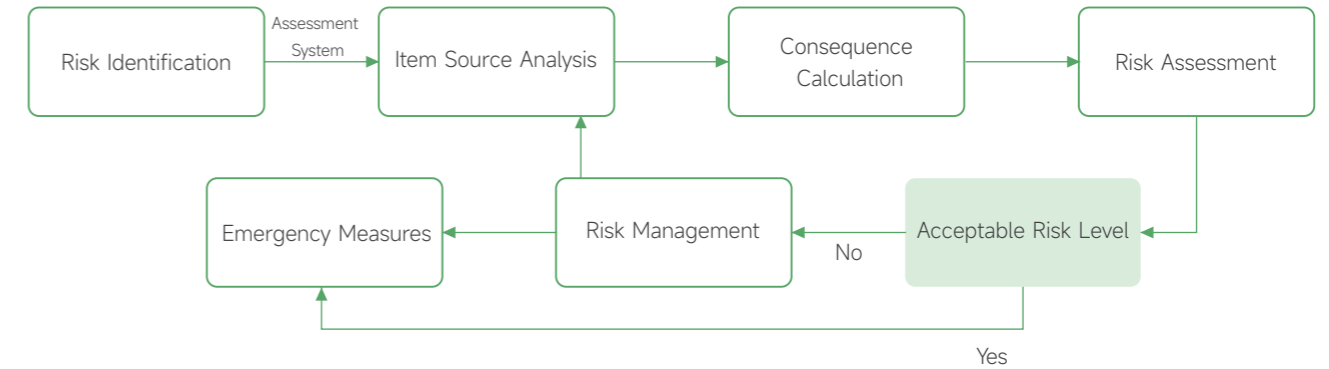 Risk Identification
Assessment
System
Item Source Analysis
Consequence
Calculation
Risk Assessment
Emergency Measures
Risk Management
No
Acceptable Risk Level
Yes